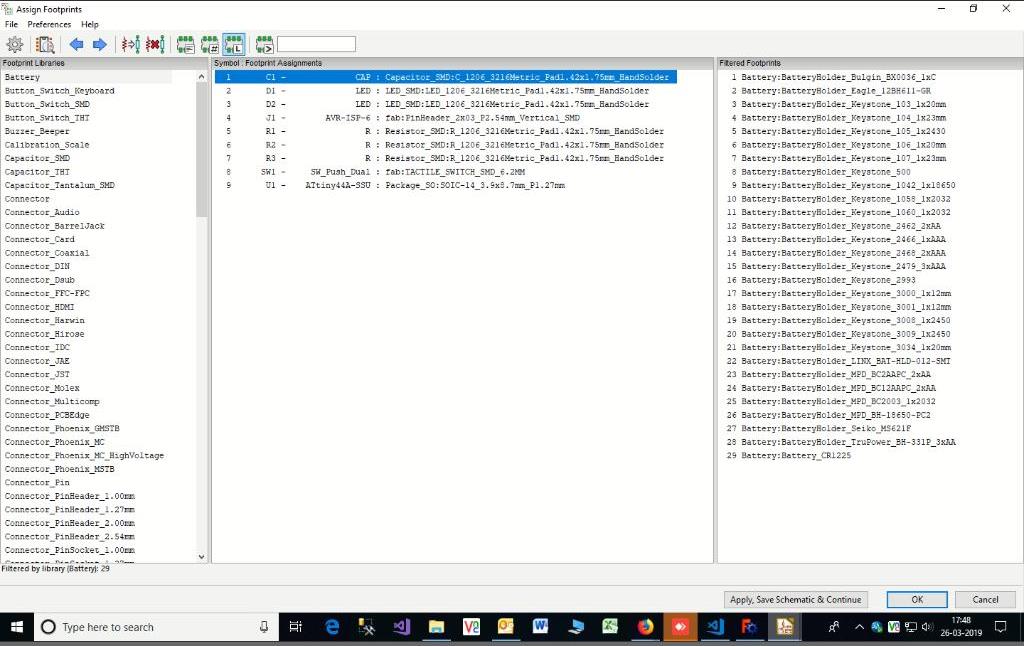 Assign Footprints
File Preferences Help
Footprint Libraries
Battery
Button_Switch_Keyboard
Button_Switch_SMD
Button_Switch_THT
Buzzer_Beeper
Calibration_Scale
Capacitor_SMD
Capacitor_THT
Capacitor_Tantalum_SMD
Connector
Connector_Audio
Connector_BarrelJack
Connector_Card
Connector_Coaxial
Connector_DIN
Connector_Dsub
Connector_FFC-FPC
Connector_HDMI
Connector_Harwin
Connector_Hirose
Connector_IDC
Connector_JAE
Connector_JST
Connector_Molex
Connector_Multicomp
Connector_PCBEdge
Connector_Phoenix_GMSTB
Connector_Phoenix_MC
Connector_Phoenix_MC_HighVoltage
Connector_Phoenix_MSTB
Connector_Pin
Connector_PinHeader_1.00mm
Connector_PinHeader_1.27mm
Connector_PinHeader_2.00mm
Connector_PinHeader_2.54mm
Connector_PinSocket_1.00mm
Symbol : Footprint Assignments
1 C1 - CAP : Capacitor_SMD:C_1206_3216Metric_Pad1.42x1.75mm_HandSolder
2 D1 - LED : LED_SMD:LED_1206_3216Metric_Pad1.42x1.75mm_HandSolder
3 D2 - LED : LED_SMD:LED_1206_3216Metric_Pad1.42x1.75mm_HandSolder
4 J1 - AVR-ISP-6 : fab:PinHeader_2x03_P2.54mm_Vertical_SMD
5 R1 - R : Resistor_SMD:R_1206_3216Metric_Pad1.42x1.75mm_HandSolder
6 R2 - R : Resistor_SMD:R_1206_3216Metric_Pad1.42x1.75mm_HandSolder
7 R3 - R : Resistor_SMD:R_1206_3216Metric_Pad1.42x1.75mm_HandSolder
8 SW1 - SW_Push_Dual : fab:TACTILE_SWITCH_SMD_6.2MM
9 U1 - ATtiny44A-SSU : Package_SO:SOIC-14_3.9x8.7mm_P1.27mm
Filtered Footprints
1 Battery:BatteryHolder_Bulgin_BX0036_1xC
2 Battery:BatteryHolder_Eagle_12BH611-GR
3 Battery:BatteryHolder_Keystone_103_1x20mm
4 Battery:BatteryHolder_Keystone_104_1x23mm
5 Battery:BatteryHolder_Keystone_105_1x2430
6 Battery:BatteryHolder_Keystone_106_1x20mm
7 Battery:BatteryHolder_Keystone_107_1x23mm
8 Battery:BatteryHolder_Keystone_500
9 Battery:BatteryHolder_Keystone_1042_1x18650
10 Battery:BatteryHolder_Keystone_1058_1x2032
11 Battery:BatteryHolder_Keystone_1060_1x2032
12 Battery:BatteryHolder_Keystone_2462_2xAA
13 Battery:BatteryHolder_Keystone_2466_1xAAA
14 Battery:BatteryHolder_Keystone_2468_2xAAA
15 Battery:BatteryHolder_Keystone_2479_3xAAA
16 Battery:BatteryHolder_Keystone_2993
17 Battery:BatteryHolder_Keystone_3000_1x12mm
18 Battery:BatteryHolder_Keystone_3001_1x12mm
19 Battery:BatteryHolder_Keystone_3008_1x2450
20 Battery:BatteryHolder_Keystone_3009_1x2450
21 Battery:BatteryHolder_Keystone_3034_1x20mm
22 Battery:BatteryHolder_LINX_BAT-HLD-012-SMT
23 Battery:BatteryHolder_MPD_BC2AAPC_2xAA
24 Battery:BatteryHolder_MPD_BC12AAPC_2xAA
25 Battery:BatteryHolder_MPD_BC2003_1x2032
26 Battery:BatteryHolder_MPD_BH-18650-PC2
27 Battery:BatteryHolder_Seiko_MS621F
28 Battery:BatteryHolder_TruPower_BH-331P_3xAA
29 Battery:Battery_CR1225
Filtered by library (Battery): 29
Apply, Save Schematic & Continue
OK
Cancel
Type here to search
17:48
26-03-2019